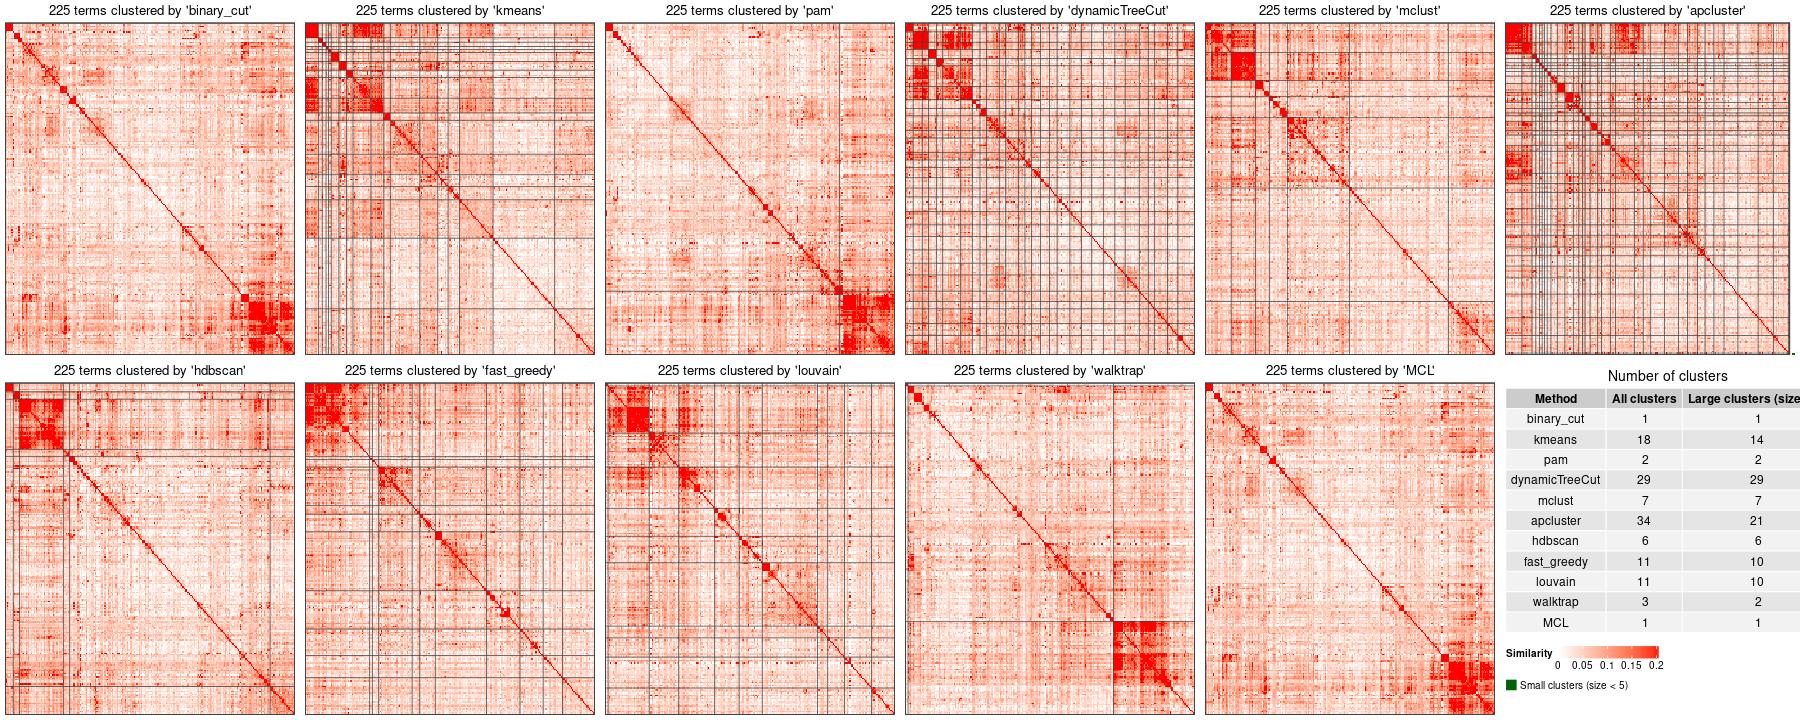 225 terms clustered by 'binary_cut'
225 terms clustered by 'kmeans'
225 terms clustered by 'pam'
225 terms clustered by 'dynamicTreeCut'
225 terms clustered by 'mclust'
225 terms clustered by 'apcluster'
225 terms clustered by 'hdbscan'
225 terms clustered by 'fast_greedy'
225 terms clustered by 'louvain'
225 terms clustered by 'walktrap'
225 terms clustered by 'MCL'
Number of clusters
Method All clusters Large clusters (size
binary_cut 1 1
kmeans 18 14
pam 2 2
dynamicTreeCut 29 29
mclust 7 7
apcluster 34 21
hdbscan 6 6
fast_greedy 11 10
louvain 11 10
walktrap 3 2
MCL 1 1
Similarity
0 0.05 0.1 0.15 0.2
Small clusters (size < 5)